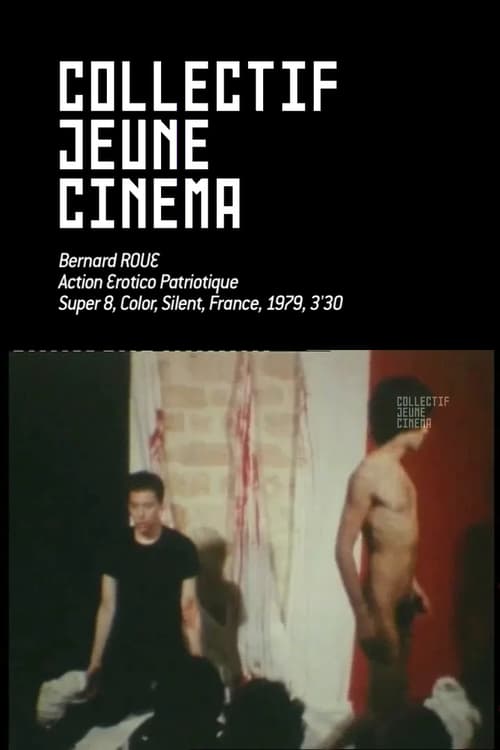 COLLECTIF
JEUNE
CINEMA
Bernard ROUE
Action Erotico Patriotique
Super 8, Color, Silent, France, 1979, 3'30
COLLECTIF
JEUNE
CINEMA